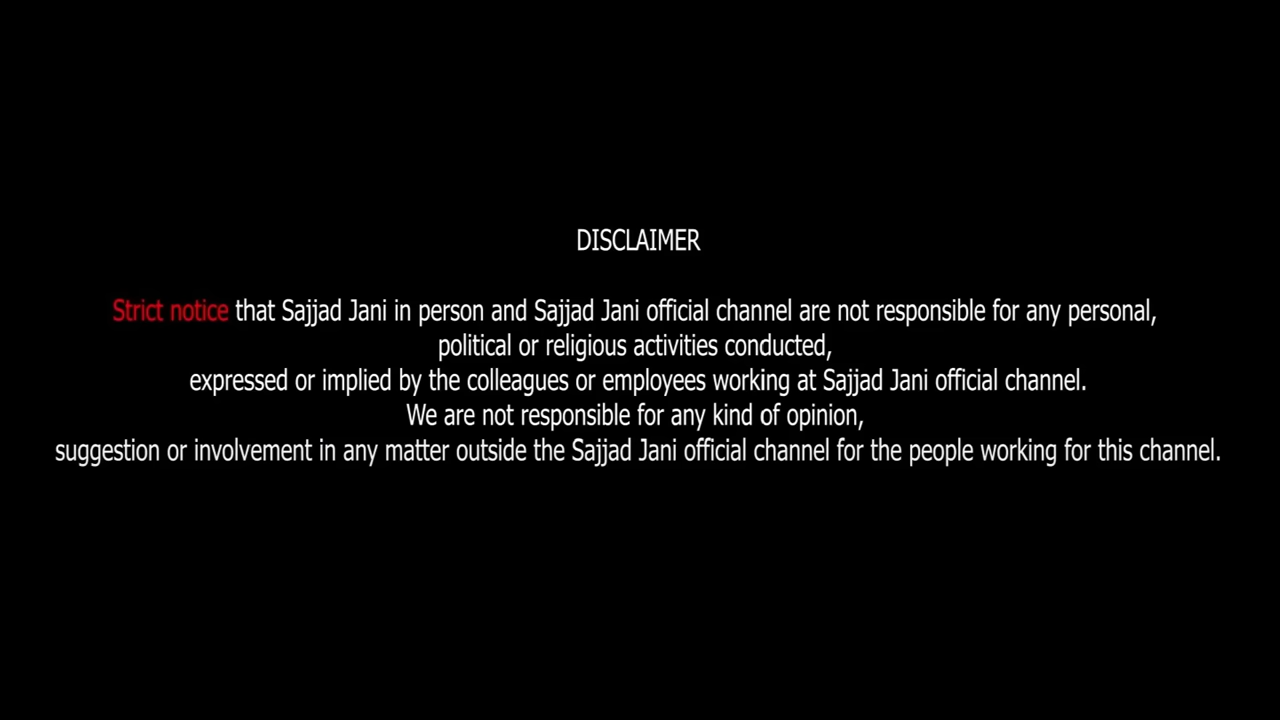 DISCLAIMER
Strict notice that Sajjad Jani in person and Sajjad Jani official channel are not responsible for any personal,
political or religious activities conducted,
expressed or implied by the colleagues or employees working at Sajjad Jani official channel.
We are not responsible for any kind of opinion,
suggestion or involvement in any matter outside the Sajjad Jani official channel for the people working for this channel.